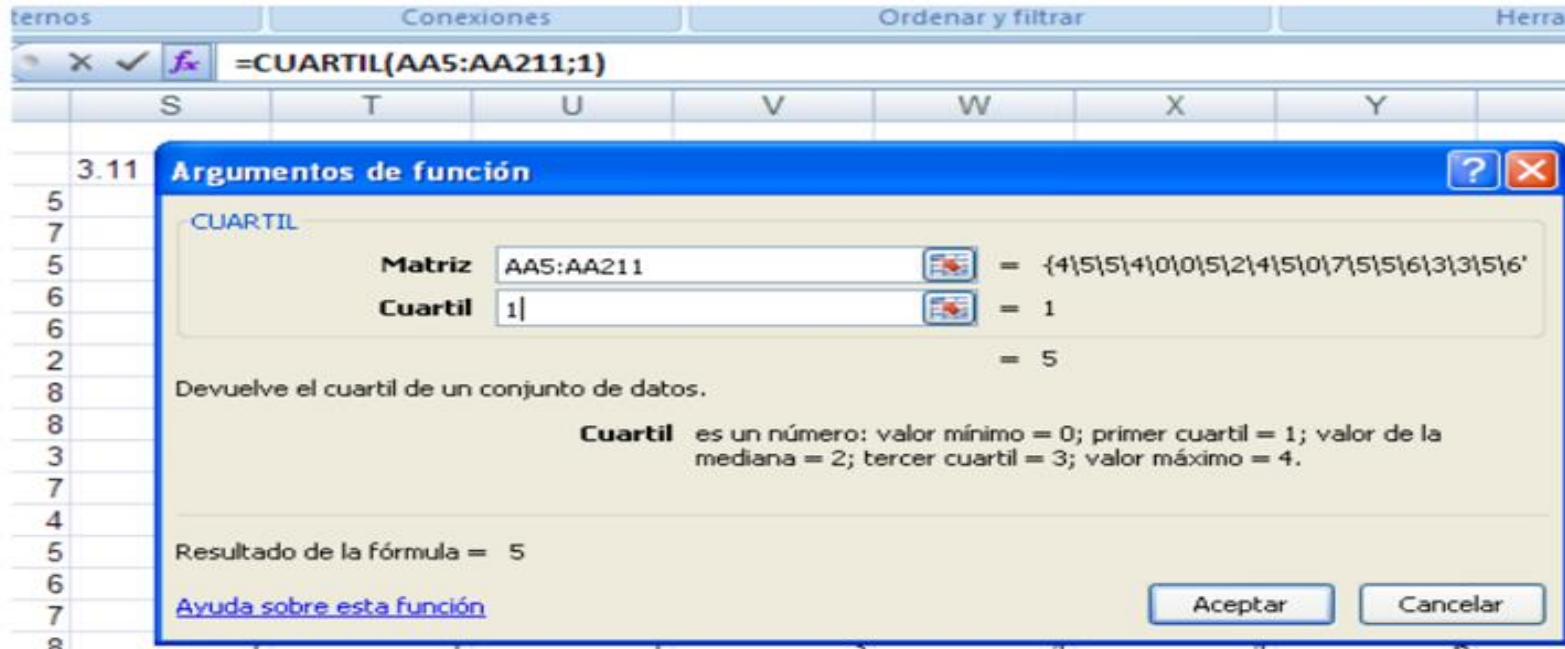 ternos Conexiones Ordenar y filtrar Herra
fx =CUARTIL(AA5:AA211;1)
S T U V W X Y
3.11 Argumentos de función ?
5
7 CUARTIL
5 Matriz AA5:AA211 = {4\5\5\4\0\0\5\2\4\5\0\7\5\5\6\3\3\5\6'
6 Cuartil 1 = 1
6
2 = 5
8 Devuelve el cuartil de un conjunto de datos.
8 Cuartil es un número: valor mínimo = 0; primer cuartil = 1; valor de la
3 mediana = 2; tercer cuartil = 3; valor máximo = 4.
7
4
5 Resultado de la fórmula = 5
6
7 Ayuda sobre esta función Aceptar Cancelar
8